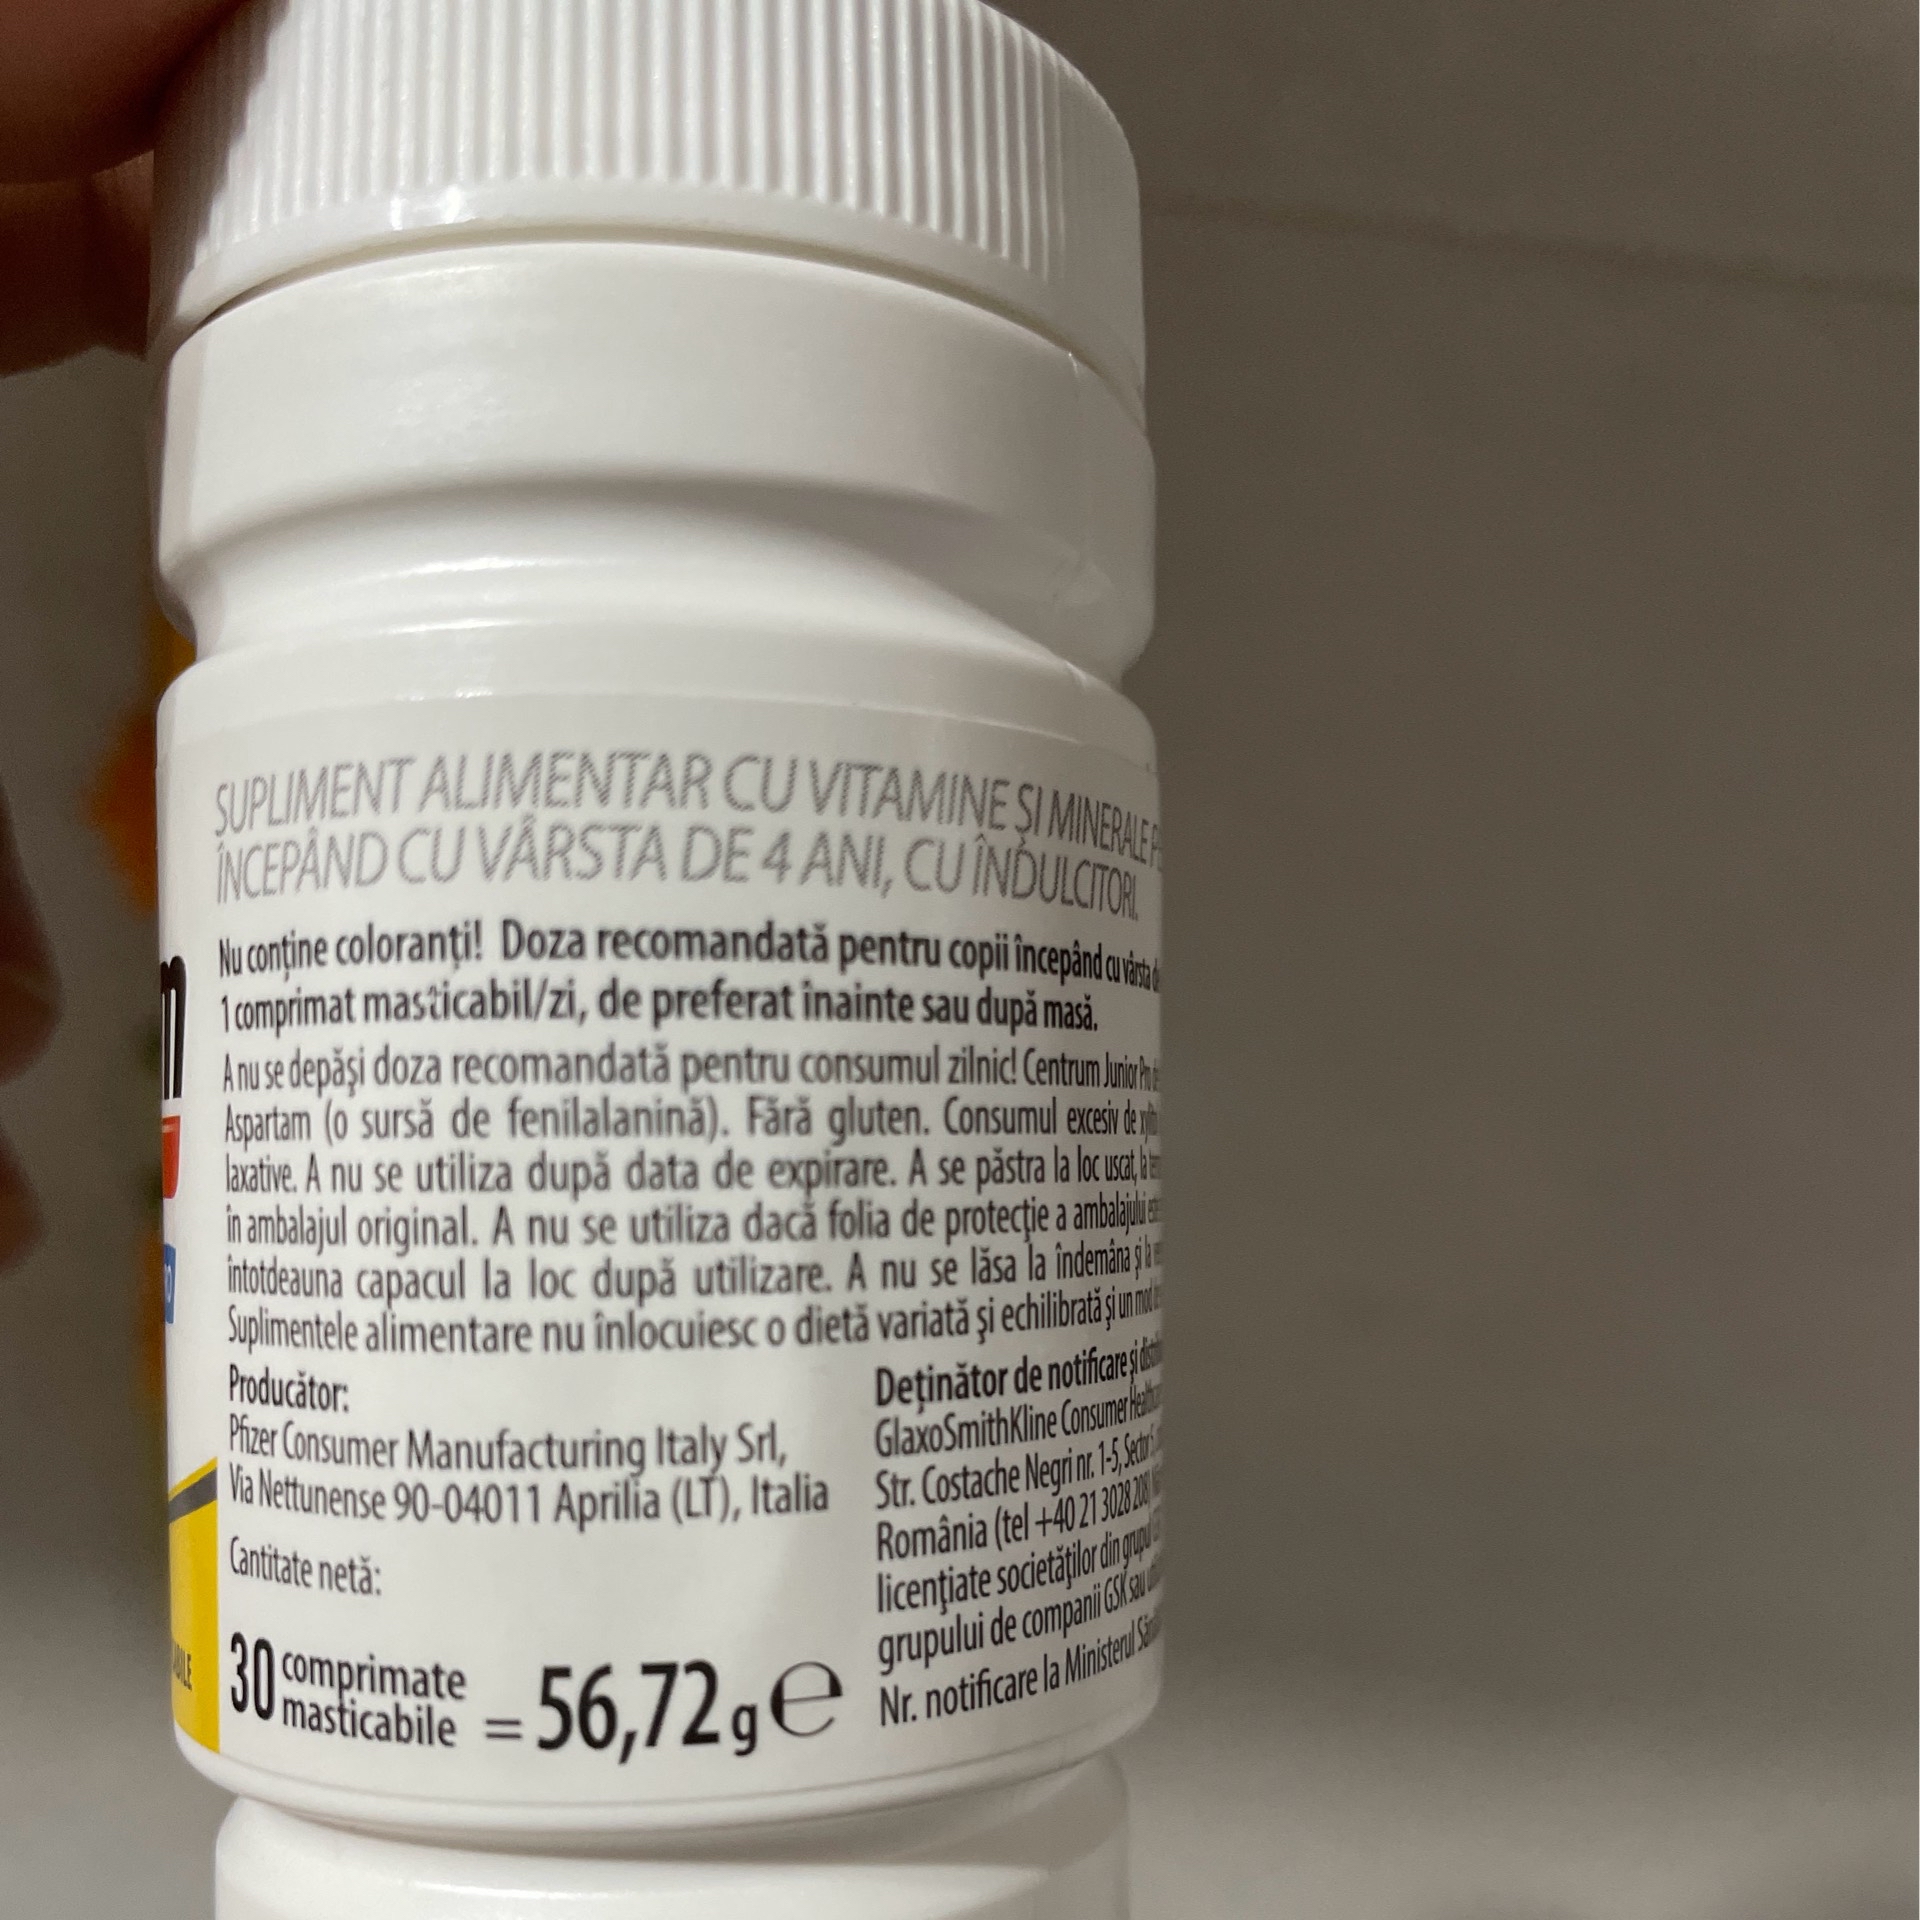 SUPLIMENT ALIMENTAR CU VITAMINE ŞI MINERALE
ÎNCEPÂND CU VÂRSTA DE 4 ANI, CU ÎNDULCITORI.
Nu conţine coloranţi! Doza recomandată pentru copii începând cu vârsta
1 comprimat masticabil/zi, de preferat înainte sau după masă.
A nu se depăşi doza recomandată pentru consumul zilnic! Centrum Junior Pro
Aspartam (o sursă de fenilalanină). Fără gluten. Consumul excesiv de
laxative. A nu se utiliza după data de expirare. A se păstra la loc uscat, la
în ambalajul original. A nu se utiliza dacă folia de protecţie a ambalajului
întotdeauna capacul la loc după utilizare. A nu se lăsa la îndemâna şi la
Suplimentele alimentare nu înlocuiesc o dietă variată şi echilibrată şi un mod
Producător:
Pfizer Consumer Manufacturing Italy Srl,
Via Nettunense 90-04011 Aprilia (LT), Italia
Cantitate netă:
30 comprimate
masticabile = 56,72 g e
Deţinător de notificare şi
GlaxoSmithKline Consumer
Str. Costache Negri nr. 1-5, Sector
România (tel +40 21 3028 208)
licenţiate societăţilor din grupul
grupului de companii GSK sau
Nr. notificare la Ministerul